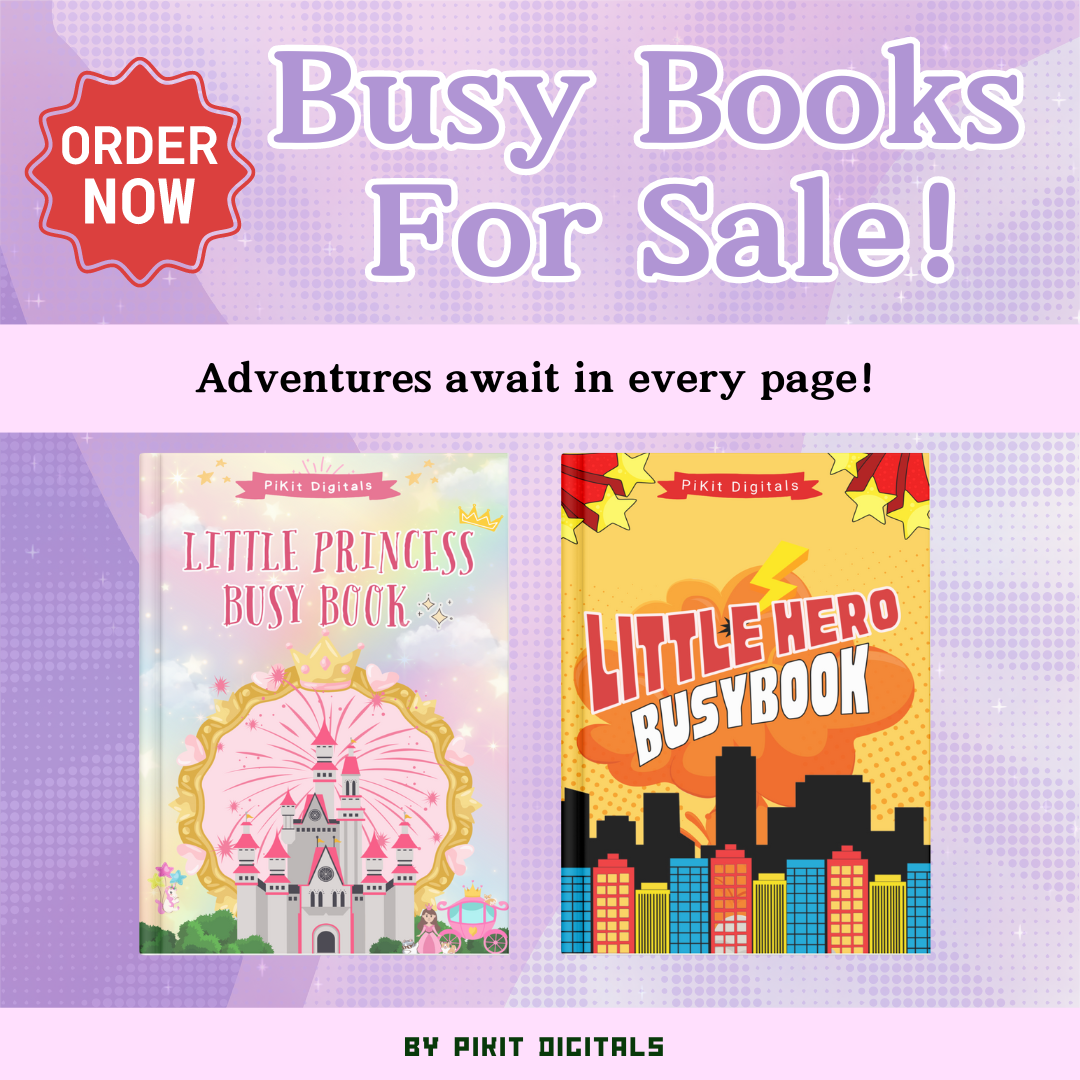 ORDER
NOW
Busy Books
For Sale!
Adventures await in every page!
PiKit Digitals
LITTLE PRINCESS
BUSY BOOK
PiKit Digitals
LITTLE HERO
BUSYBOOK
BY PIKIT DIGITALS